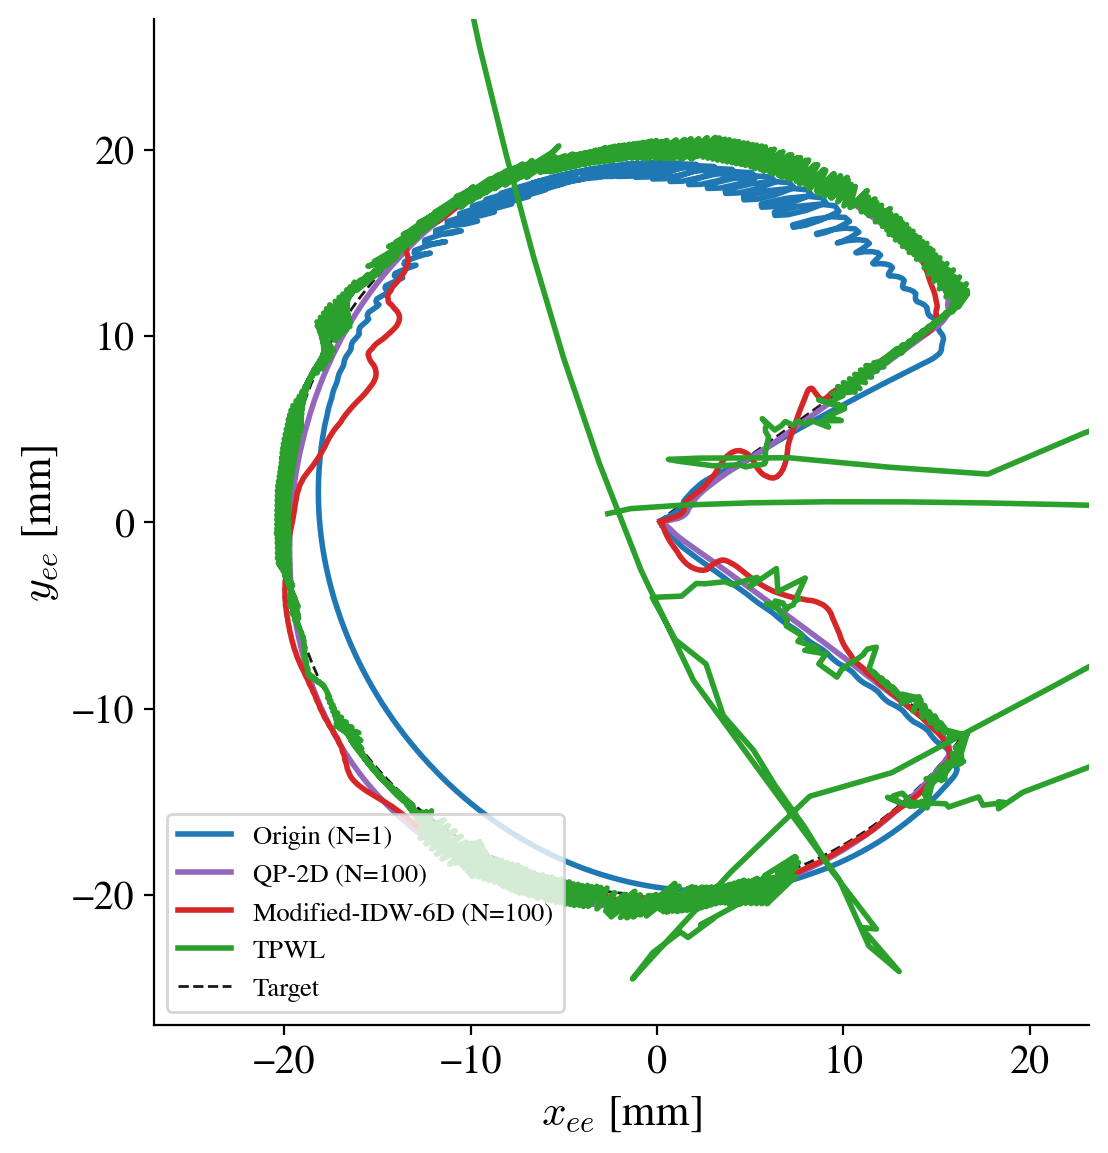 20
10
0
−10
−20
y_ee [mm]
−20 −10 0 10 20
x_ee [mm]
Origin (N=1)
QP-2D (N=100)
Modified-IDW-6D (N=100)
TPWL
Target